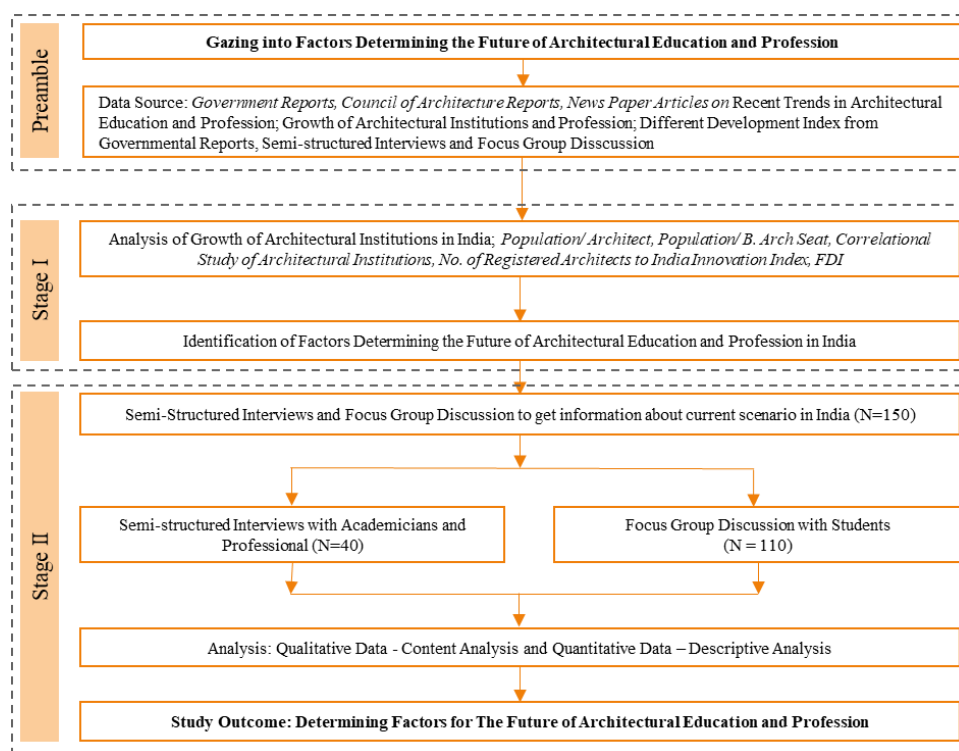 Preamble
Gazing into Factors Determining the Future of Architectural Education and Profession
Data Source: Government Reports, Council of Architecture Reports, News Paper Articles on Recent Trends in Architectural
Education and Profession; Growth of Architectural Institutions and Profession; Different Development Index from
Governmental Reports, Semi-structured Interviews and Focus Group Disscussion
Stage I
Analysis of Growth of Architectural Institutions in India; Population/ Architect, Population/ B. Arch Seat, Correlational
Study of Architectural Institutions, No. of Registered Architects to India Innovation Index, FDI
Identification of Factors Determining the Future of Architectural Education and Profession in India
Stage II
Semi-Structured Interviews and Focus Group Discussion to get information about current scenario in India (N=150)
Semi-structured Interviews with Academicians and
Professional (N=40)
Focus Group Discussion with Students
(N = 110)
Analysis: Qualitative Data - Content Analysis and Quantitative Data – Descriptive Analysis
Study Outcome: Determining Factors for The Future of Architectural Education and Profession